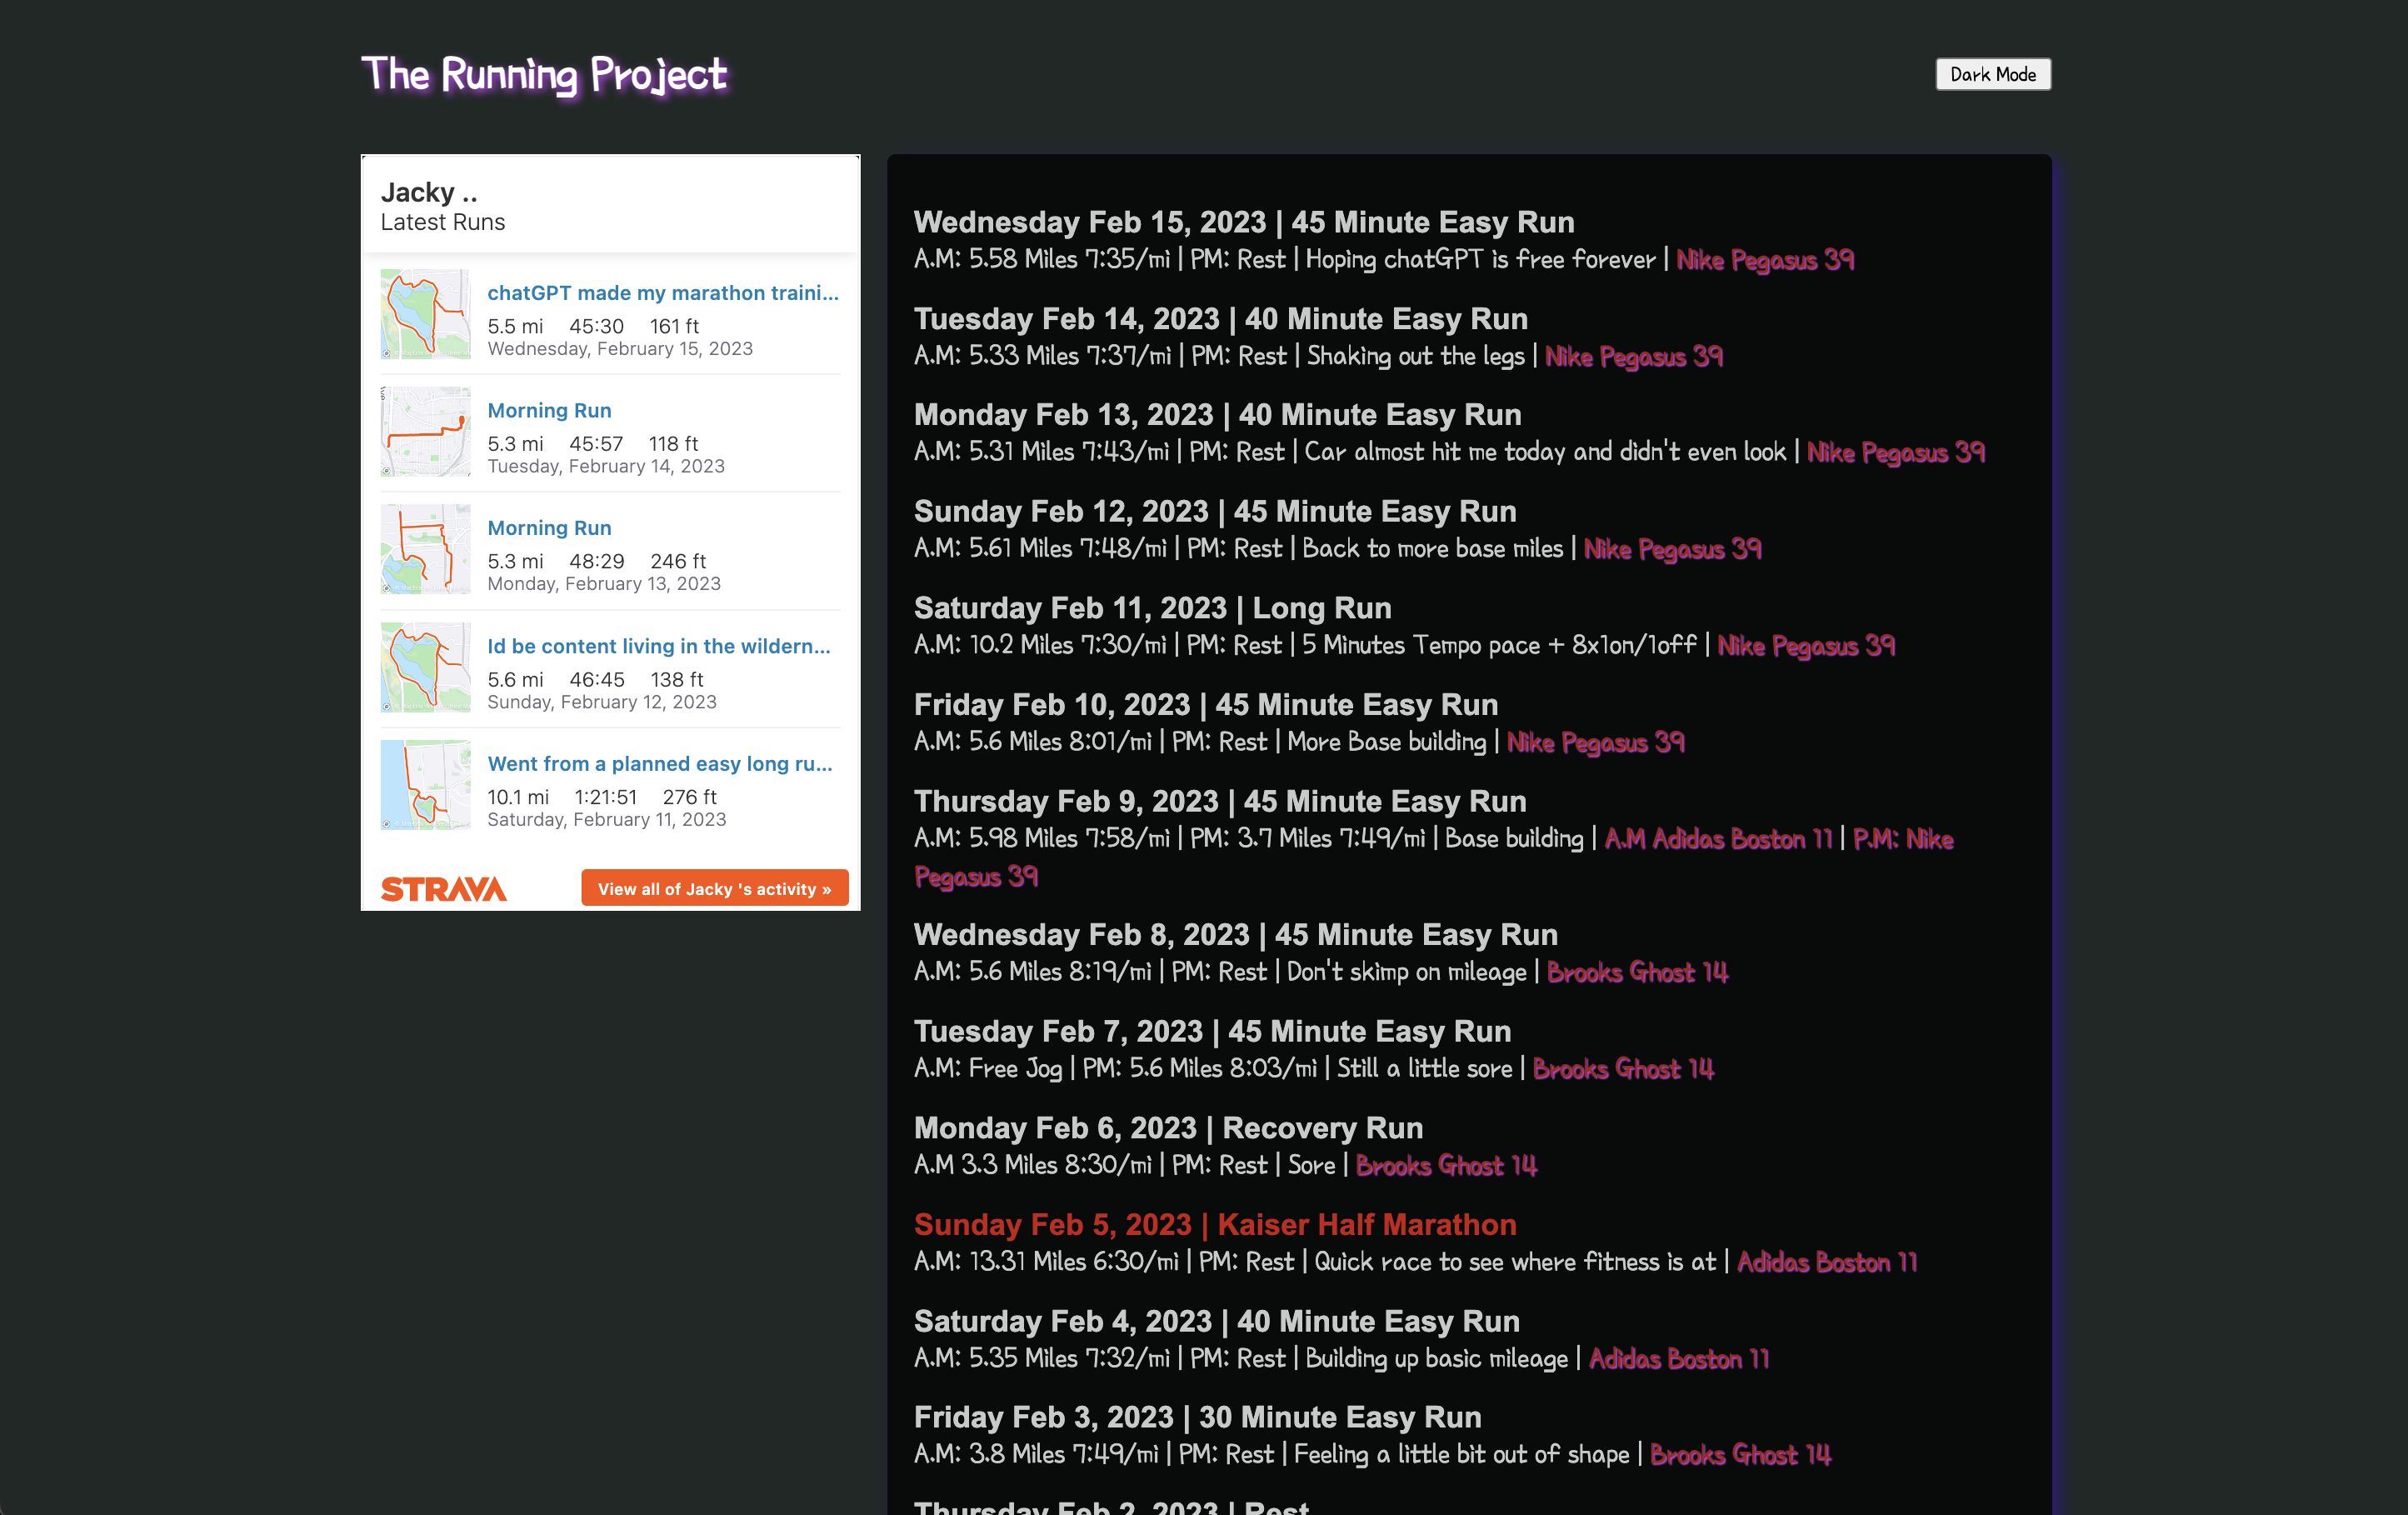 The Running Project
Dark Mode
Jacky ..
Latest Runs
chatGPT made my marathon traini...
5.5 mi 45:30 161 ft
Wednesday, February 15, 2023
Morning Run
5.3 mi 45:57 118 ft
Tuesday, February 14, 2023
Morning Run
5.3 mi 48:29 246 ft
Monday, February 13, 2023
Id be content living in the wildern...
5.6 mi 46:45 138 ft
Sunday, February 12, 2023
Went from a planned easy long ru...
10.1 mi 1:21:51 276 ft
Saturday, February 11, 2023
STRAVA
View all of Jacky 's activity »
Wednesday Feb 15, 2023 | 45 Minute Easy Run
A.M: 5.58 Miles 7:35/mi | PM: Rest | Hoping chatGPT is free forever | Nike Pegasus 39
Tuesday Feb 14, 2023 | 40 Minute Easy Run
A.M: 5.33 Miles 7:37/mi | PM: Rest | Shaking out the legs | Nike Pegasus 39
Monday Feb 13, 2023 | 40 Minute Easy Run
A.M: 5.31 Miles 7:43/mi | PM: Rest | Car almost hit me today and didn't even look | Nike Pegasus 39
Sunday Feb 12, 2023 | 45 Minute Easy Run
A.M: 5.61 Miles 7:48/mi | PM: Rest | Back to more base miles | Nike Pegasus 39
Saturday Feb 11, 2023 | Long Run
A.M: 10.2 Miles 7:30/mi | PM: Rest | 5 Minutes Tempo pace + 8x1on/1off | Nike Pegasus 39
Friday Feb 10, 2023 | 45 Minute Easy Run
A.M: 5.6 Miles 8:01/mi | PM: Rest | More Base building | Nike Pegasus 39
Thursday Feb 9, 2023 | 45 Minute Easy Run
A.M: 5.98 Miles 7:58/mi | PM: 3.7 Miles 7:49/mi | Base building | A.M Adidas Boston 11 | P.M: Nike
Pegasus 39
Wednesday Feb 8, 2023 | 45 Minute Easy Run
A.M: 5.6 Miles 8:19/mi | PM: Rest | Don't skimp on mileage | Brooks Ghost 14
Tuesday Feb 7, 2023 | 45 Minute Easy Run
A.M: Free Jog | PM: 5.6 Miles 8:03/mi | Still a little sore | Brooks Ghost 14
Monday Feb 6, 2023 | Recovery Run
A.M 3.3 Miles 8:30/mi | PM: Rest | Sore | Brooks Ghost 14
Sunday Feb 5, 2023 | Kaiser Half Marathon
A.M: 13.31 Miles 6:30/mi | PM: Rest | Quick race to see where fitness is at | Adidas Boston 11
Saturday Feb 4, 2023 | 40 Minute Easy Run
A.M: 5.35 Miles 7:32/mi | PM: Rest | Building up basic mileage | Adidas Boston 11
Friday Feb 3, 2023 | 30 Minute Easy Run
A.M: 3.8 Miles 7:49/mi | PM: Rest | Feeling a little bit out of shape | Brooks Ghost 14
Thursday Feb 2, 2023 | Rest